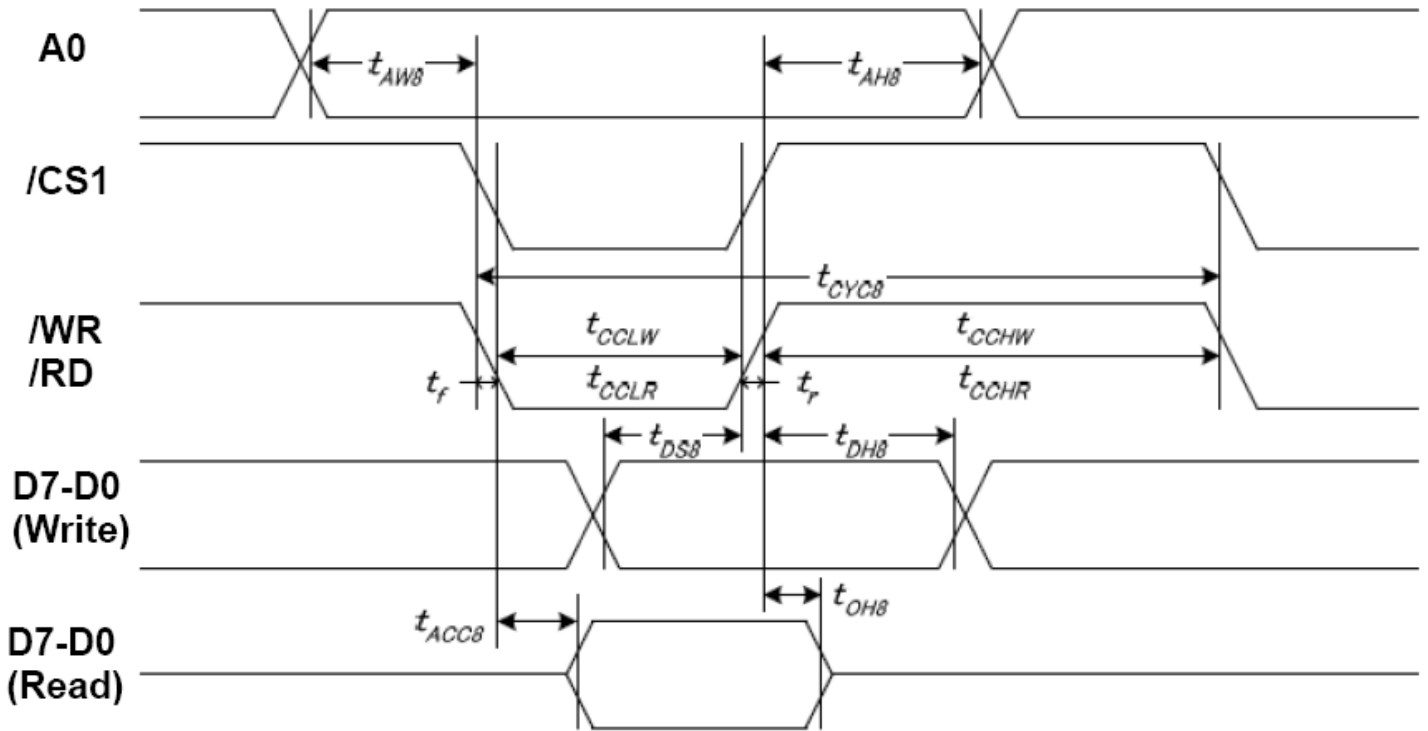 A0
tAW8
tAH8
/CS1
tCYC8
/WR
/RD
tCCLW
tCCHW
tf
tCCLR
tr
tCCHR
tDS8
tDH8
D7-D0
(Write)
tOH8
tACC8
D7-D0
(Read)